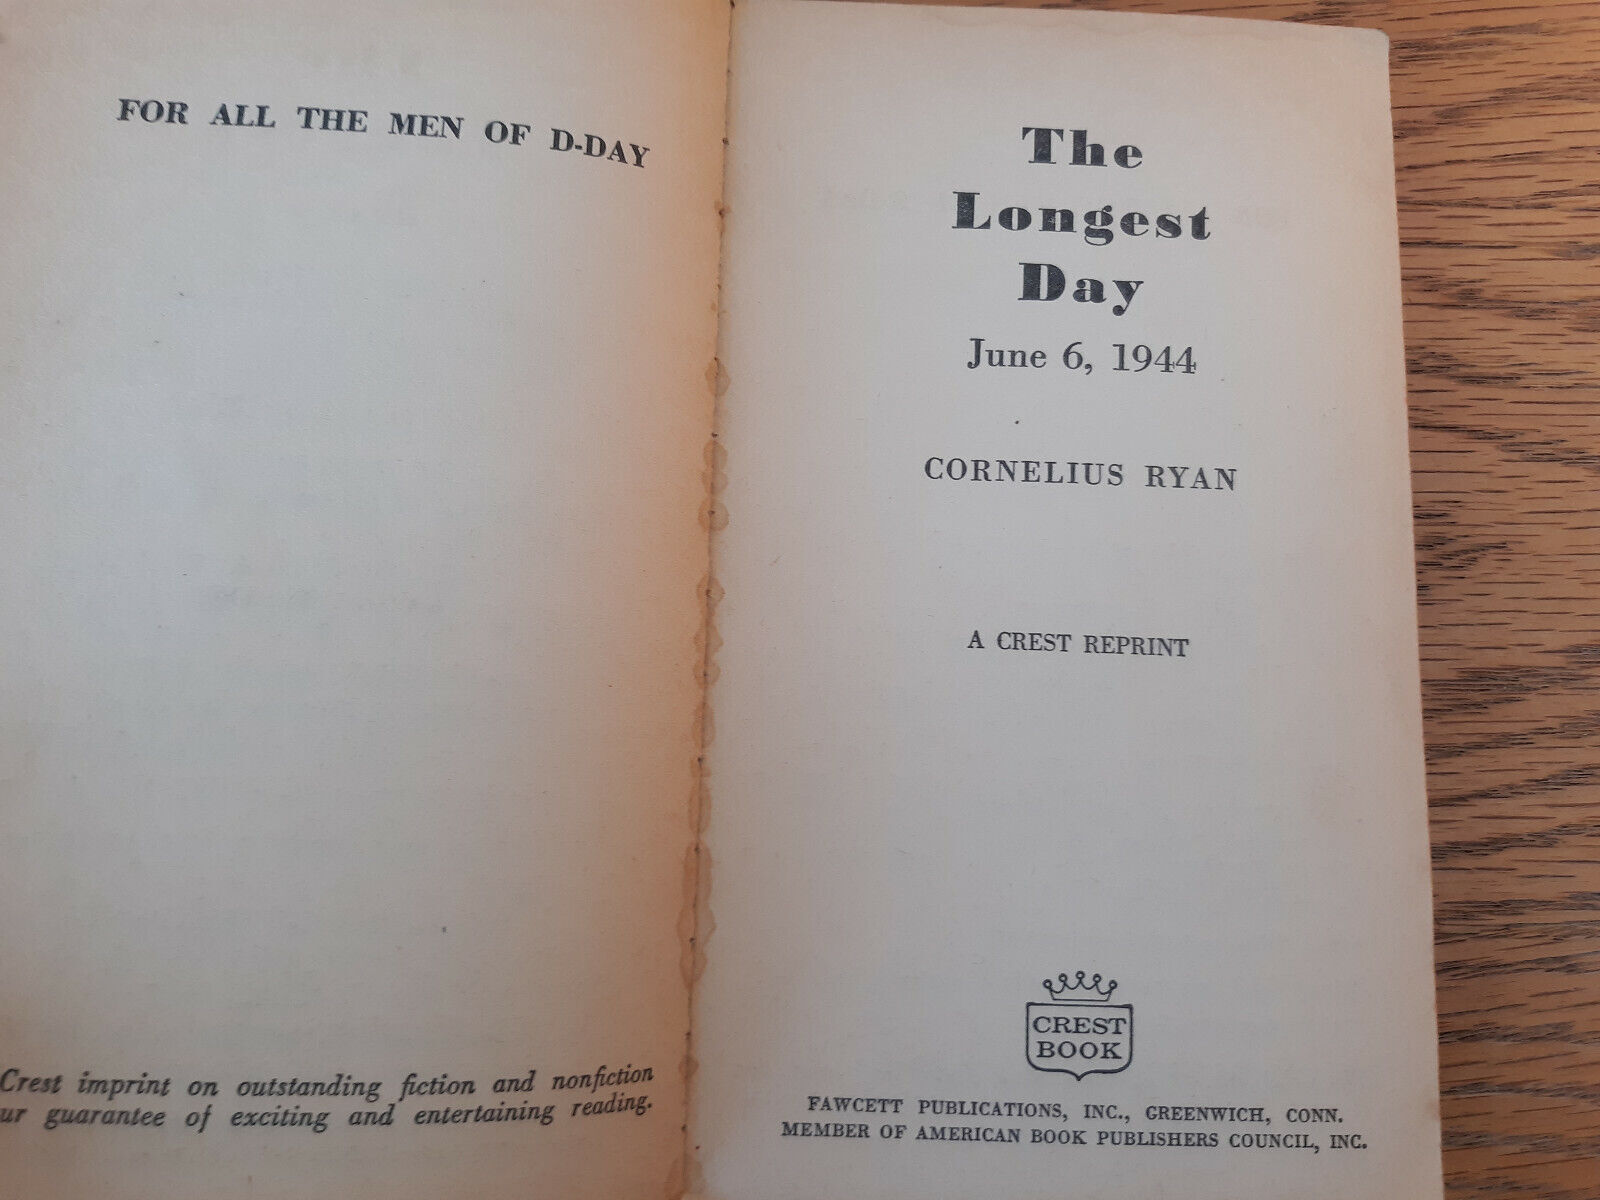 FOR ALL THE MEN OF D-DAY
Crest imprint on outstanding fiction and nonfiction
guarantee of exciting and entertaining reading.
The
Longest
Day
June 6, 1944
CORNELIUS RYAN
A CREST REPRINT
CREST
BOOK
FAWCETT PUBLICATIONS, INC., GREENWICH, CONN.
MEMBER OF AMERICAN BOOK PUBLISHERS COUNCIL, INC.